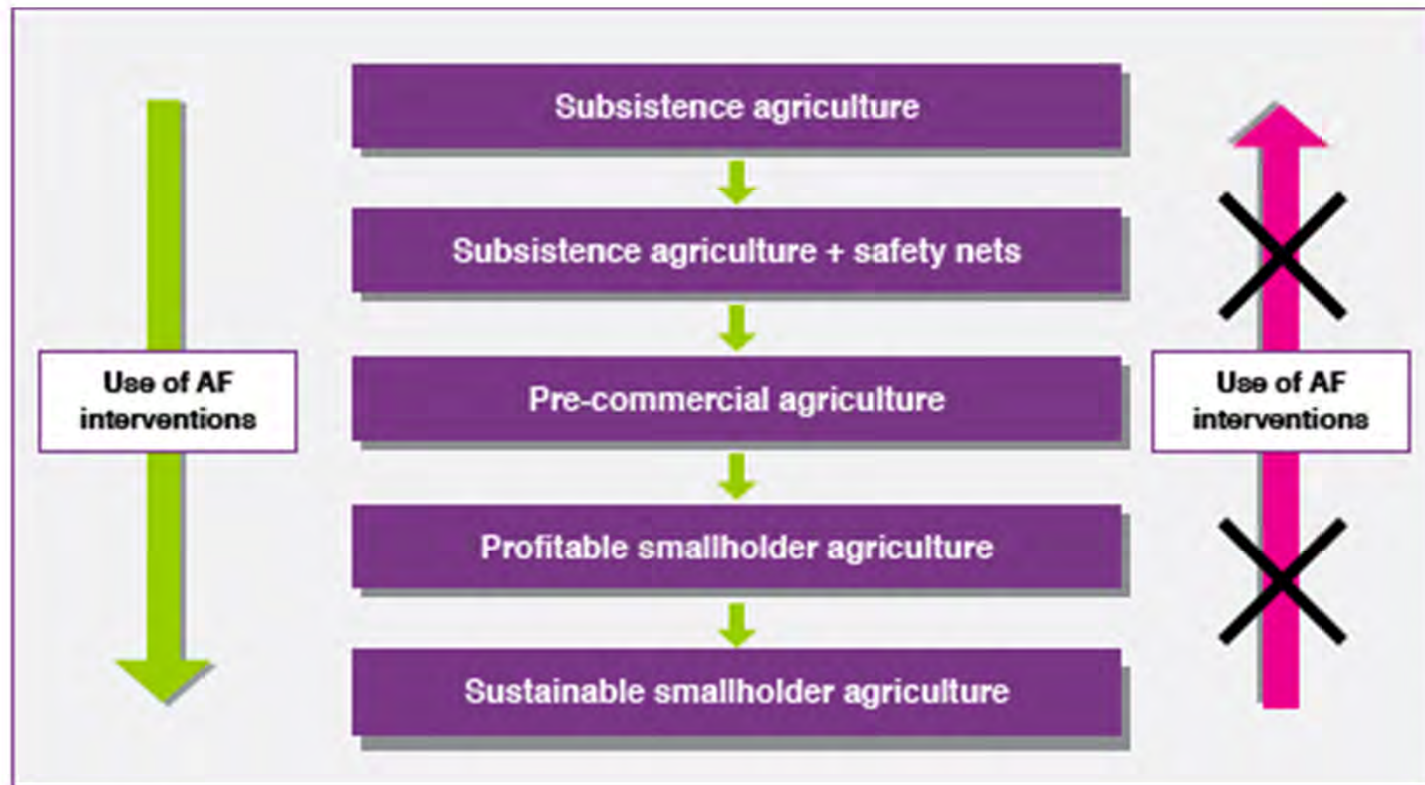 Subsistence agriculture
Subsistence agriculture + safety nets
Use of AF
interventions
Pre-commercial agriculture
Use of AF
interventions
Profitable smallholder agriculture
Sustainable smallholder agriculture